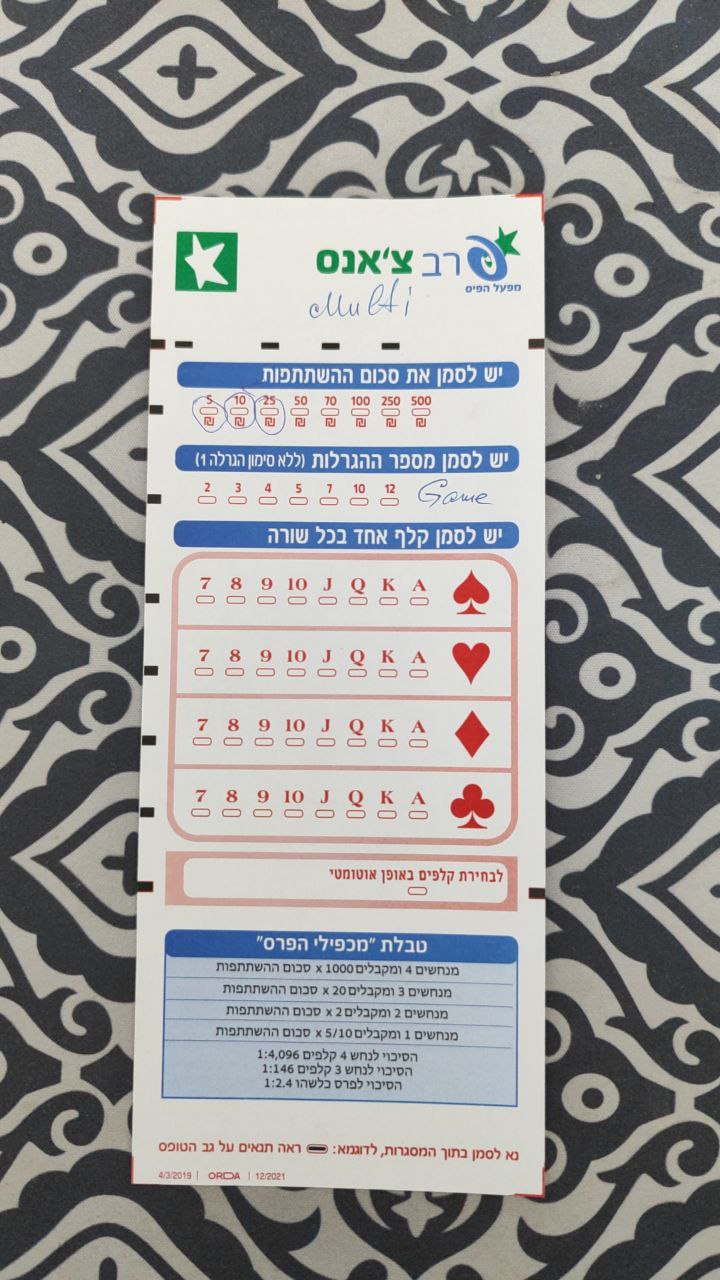 רב צ'אנס
מפעל הפיס
Multi
יש לסמן את סכום ההשתתפות
5 10 25 50 70 100 250 500
₪ ₪ ₪ ₪ ₪ ₪ ₪ ₪
יש לסמן מספר ההגרלות (ללא סימון הגרלה 1)
2 3 4 5 7 10 12 Game
יש לסמן קלף אחד בכל שורה
7 8 9 10 J Q K A
7 8 9 10 J Q K A
7 8 9 10 J Q K A
7 8 9 10 J Q K A
לבחירת קלפים באופן אוטומטי
טבלת "מכפילי הפרס"
מנחשים 4 ומקבלים 1000 x סכום ההשתתפות
מנחשים 3 ומקבלים 20 x סכום ההשתתפות
מנחשים 2 ומקבלים 2 x סכום ההשתתפות
מנחשים 1 ומקבלים 5/10 x סכום ההשתתפות
הסיכוי לנחש 4 קלפים 1:4,096
הסיכוי לנחש 3 קלפים 1:146
הסיכוי לפרס כלשהו 1:2.4
נא לסמן בתוך המסגרות, לדוגמא: ראה תנאים על גב הטופס
4/3/2019 | ORDA | 12/2021